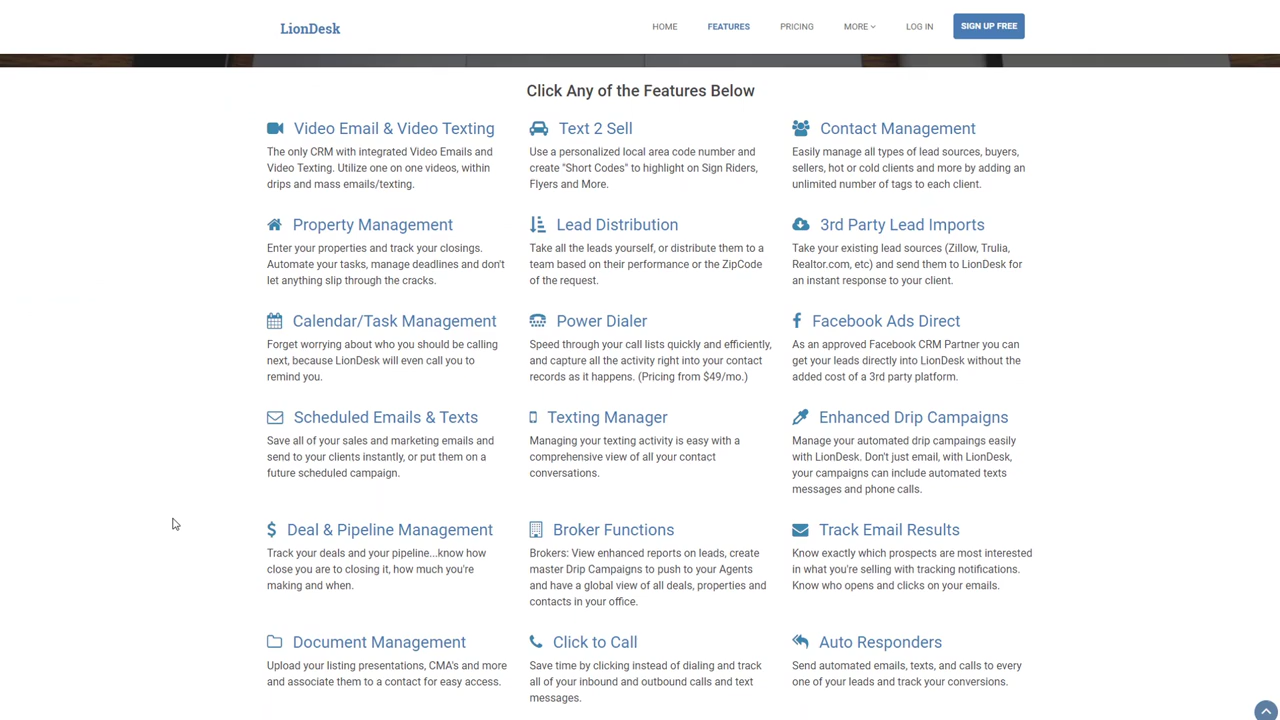 LionDesk
HOME
FEATURES
PRICING
MORE
LOG IN
SIGN UP FREE
Click Any of the Features Below
Video Email & Video Texting
The only CRM with integrated Video Emails and
Video Texting. Utilize one on one videos, within
drips and mass emails/texting.
Text 2 Sell
Use a personalized local area code number and
create "Short Codes" to highlight on Sign Riders,
Flyers and More.
Contact Management
Easily manage all types of lead sources, buyers,
sellers, hot or cold clients and more by adding an
unlimited number of tags to each client.
Property Management
Enter your properties and track your closings.
Automate your tasks, manage deadlines and don't
let anything slip through the cracks.
Lead Distribution
Take all the leads yourself, or distribute them to a
team based on their performance or the ZipCode
of the request.
3rd Party Lead Imports
Take your existing lead sources (Zillow, Trulia,
Realtor.com, etc) and send them to LionDesk for
an instant response to your client.
Calendar/Task Management
Forget worrying about who you should be calling
next, because LionDesk will even call you to
remind you.
Power Dialer
Speed through your call lists quickly and efficiently,
and capture all the activity right into your contact
records as it happens. (Pricing from $49/mo.)
Facebook Ads Direct
As an approved Facebook CRM Partner you can
get your leads directly into LionDesk without the
added cost of a 3rd party platform.
Scheduled Emails & Texts
Save all of your sales and marketing emails and
send to your clients instantly, or put them on a
future scheduled campaign.
Texting Manager
Managing your texting activity is easy with a
comprehensive view of all your contact
conversations.
Enhanced Drip Campaigns
Manage your automated drip campaings easily
with LionDesk. Don't just email, with LionDesk,
your campaigns can include automated texts
messages and phone calls.
Deal & Pipeline Management
Track your deals and your pipeline...know how
close you are to closing it, how much you're
making and when.
Broker Functions
Brokers: View enhanced reports on leads, create
master Drip Campaigns to push to your Agents
and have a global view of all deals, properties and
contacts in your office.
Track Email Results
Know exactly which prospects are most interested
in what you're selling with tracking notifications.
Know who opens and clicks on your emails.
Document Management
Upload your listing presentations, CMA's and more
and associate them to a contact for easy access.
Click to Call
Save time by clicking instead of dialing and track
all of your inbound and outbound calls and text
messages.
Auto Responders
Send automated emails, texts, and calls to every
one of your leads and track your conversions.